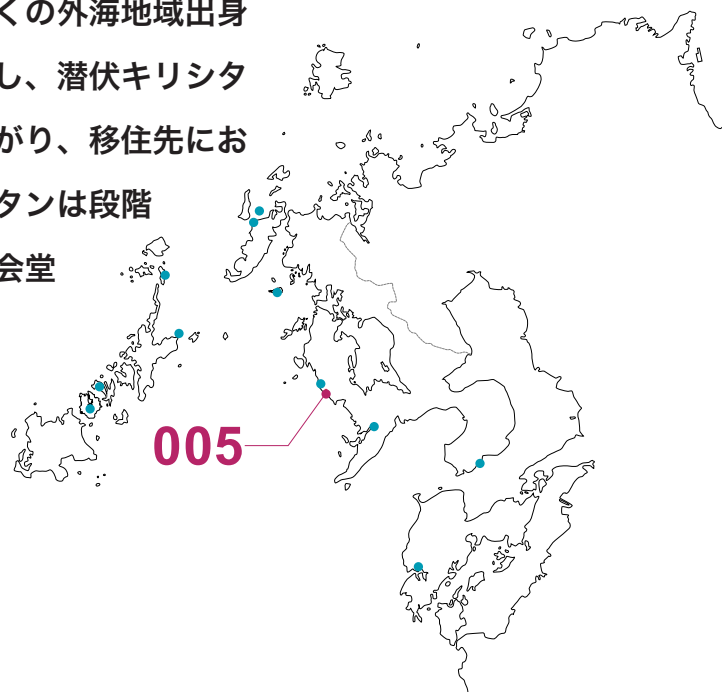 くの外海地域出身
し、潜伏キリシタ
がり、移住先にお
タンは段階
会堂
005